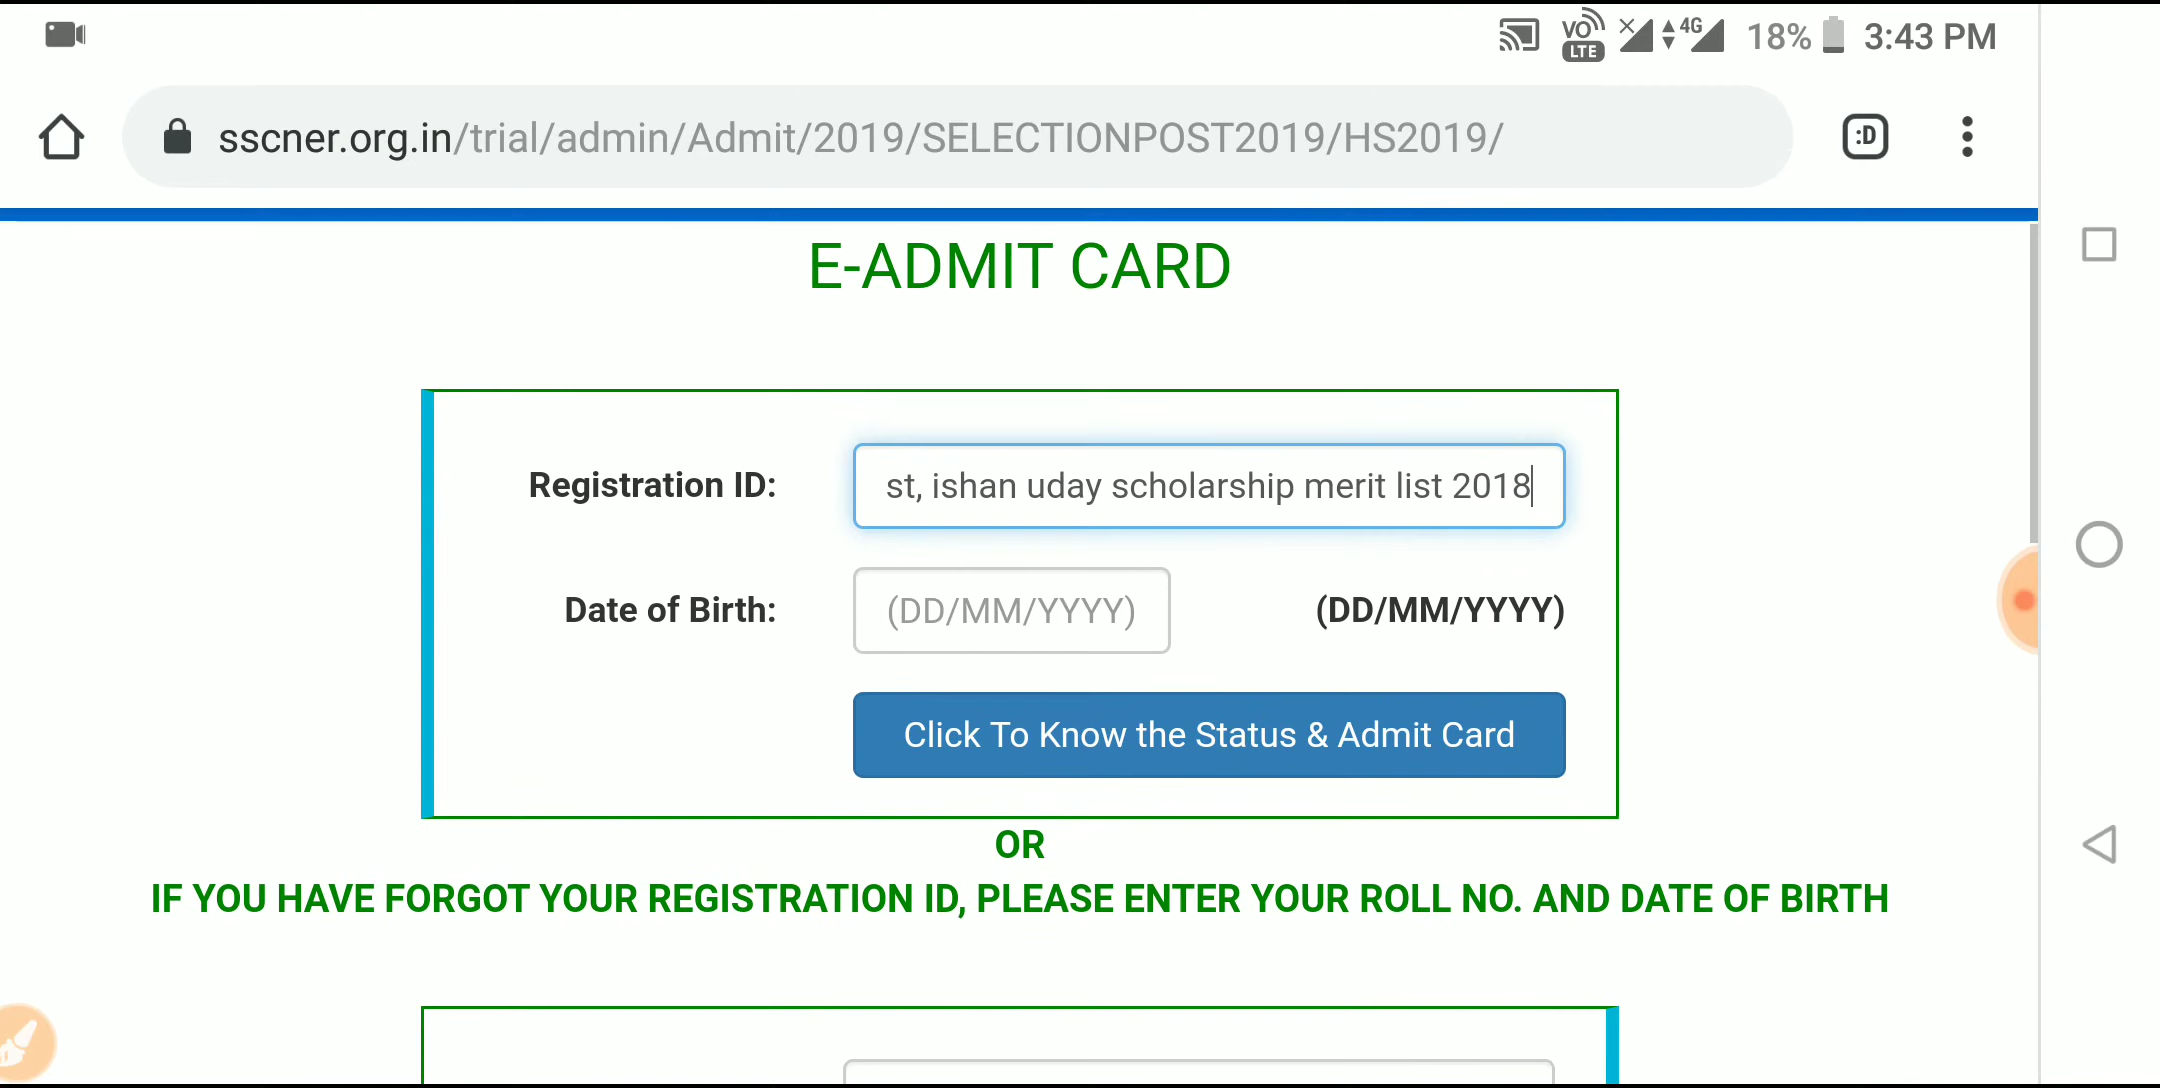 VO LTE 4G 18% 3:43 PM
sscner.org.in/trial/admin/Admit/2019/SELECTIONPOST2019/HS2019/ :D
E-ADMIT CARD
Registration ID: st, ishan uday scholarship merit list 2018
Date of Birth: (DD/MM/YYYY) (DD/MM/YYYY)
Click To Know the Status & Admit Card
OR
IF YOU HAVE FORGOT YOUR REGISTRATION ID, PLEASE ENTER YOUR ROLL NO. AND DATE OF BIRTH